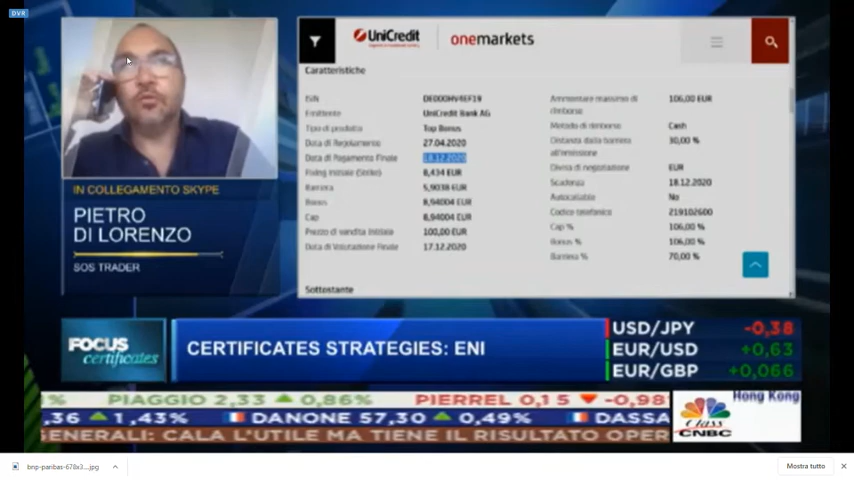 DVR
UniCredit
onemarkets
Caratteristiche
ISIN
Emittente UniCredit Bank AG
Tipo di prodotto Top Bonus
Data di Regolamento 27.04.2020
Data di Pagamento Finale 18.12.2020
Fixing Iniziale (Strike) 8,434 EUR
Barriera 5,9038 EUR
Bonus 8,94004 EUR
Cap 8,94004 EUR
Prezzo di vendita iniziale 100,00 EUR
Data di Valutazione Finale 17.12.2020
Ammontare massimo di
rimborso 106,00 EUR
Metodo di rimborso Cash
Distanza dalla barriera
all'emissione 30,00 %
Divisa di negoziazione EUR
Scadenza 18.12.2020
Autocallable No
Codice telefonico 219102600
Cap % 106,00 %
Bonus % 106,00 %
Barriera % 70,00 %
Sottostante
IN COLLEGAMENTO SKYPE
PIETRO
DI LORENZO
SOS TRADER
FOCUS
certificates
CERTIFICATES STRATEGIES: ENI
USD/JPY -0,38
EUR/USD +0,63
EUR/GBP +0,066
% PIAGGIO 2,33 0,86% PIERREL 0,15 -0,98
,36 1,43% DANONE 57,30 0,49% DASSA
GENERALI: CALA L'UTILE MA TIENE IL RISULTATO OPER
Hong Kong
Class
CNBC
bnp-paribas-678x3....jpg
Mostra tutto